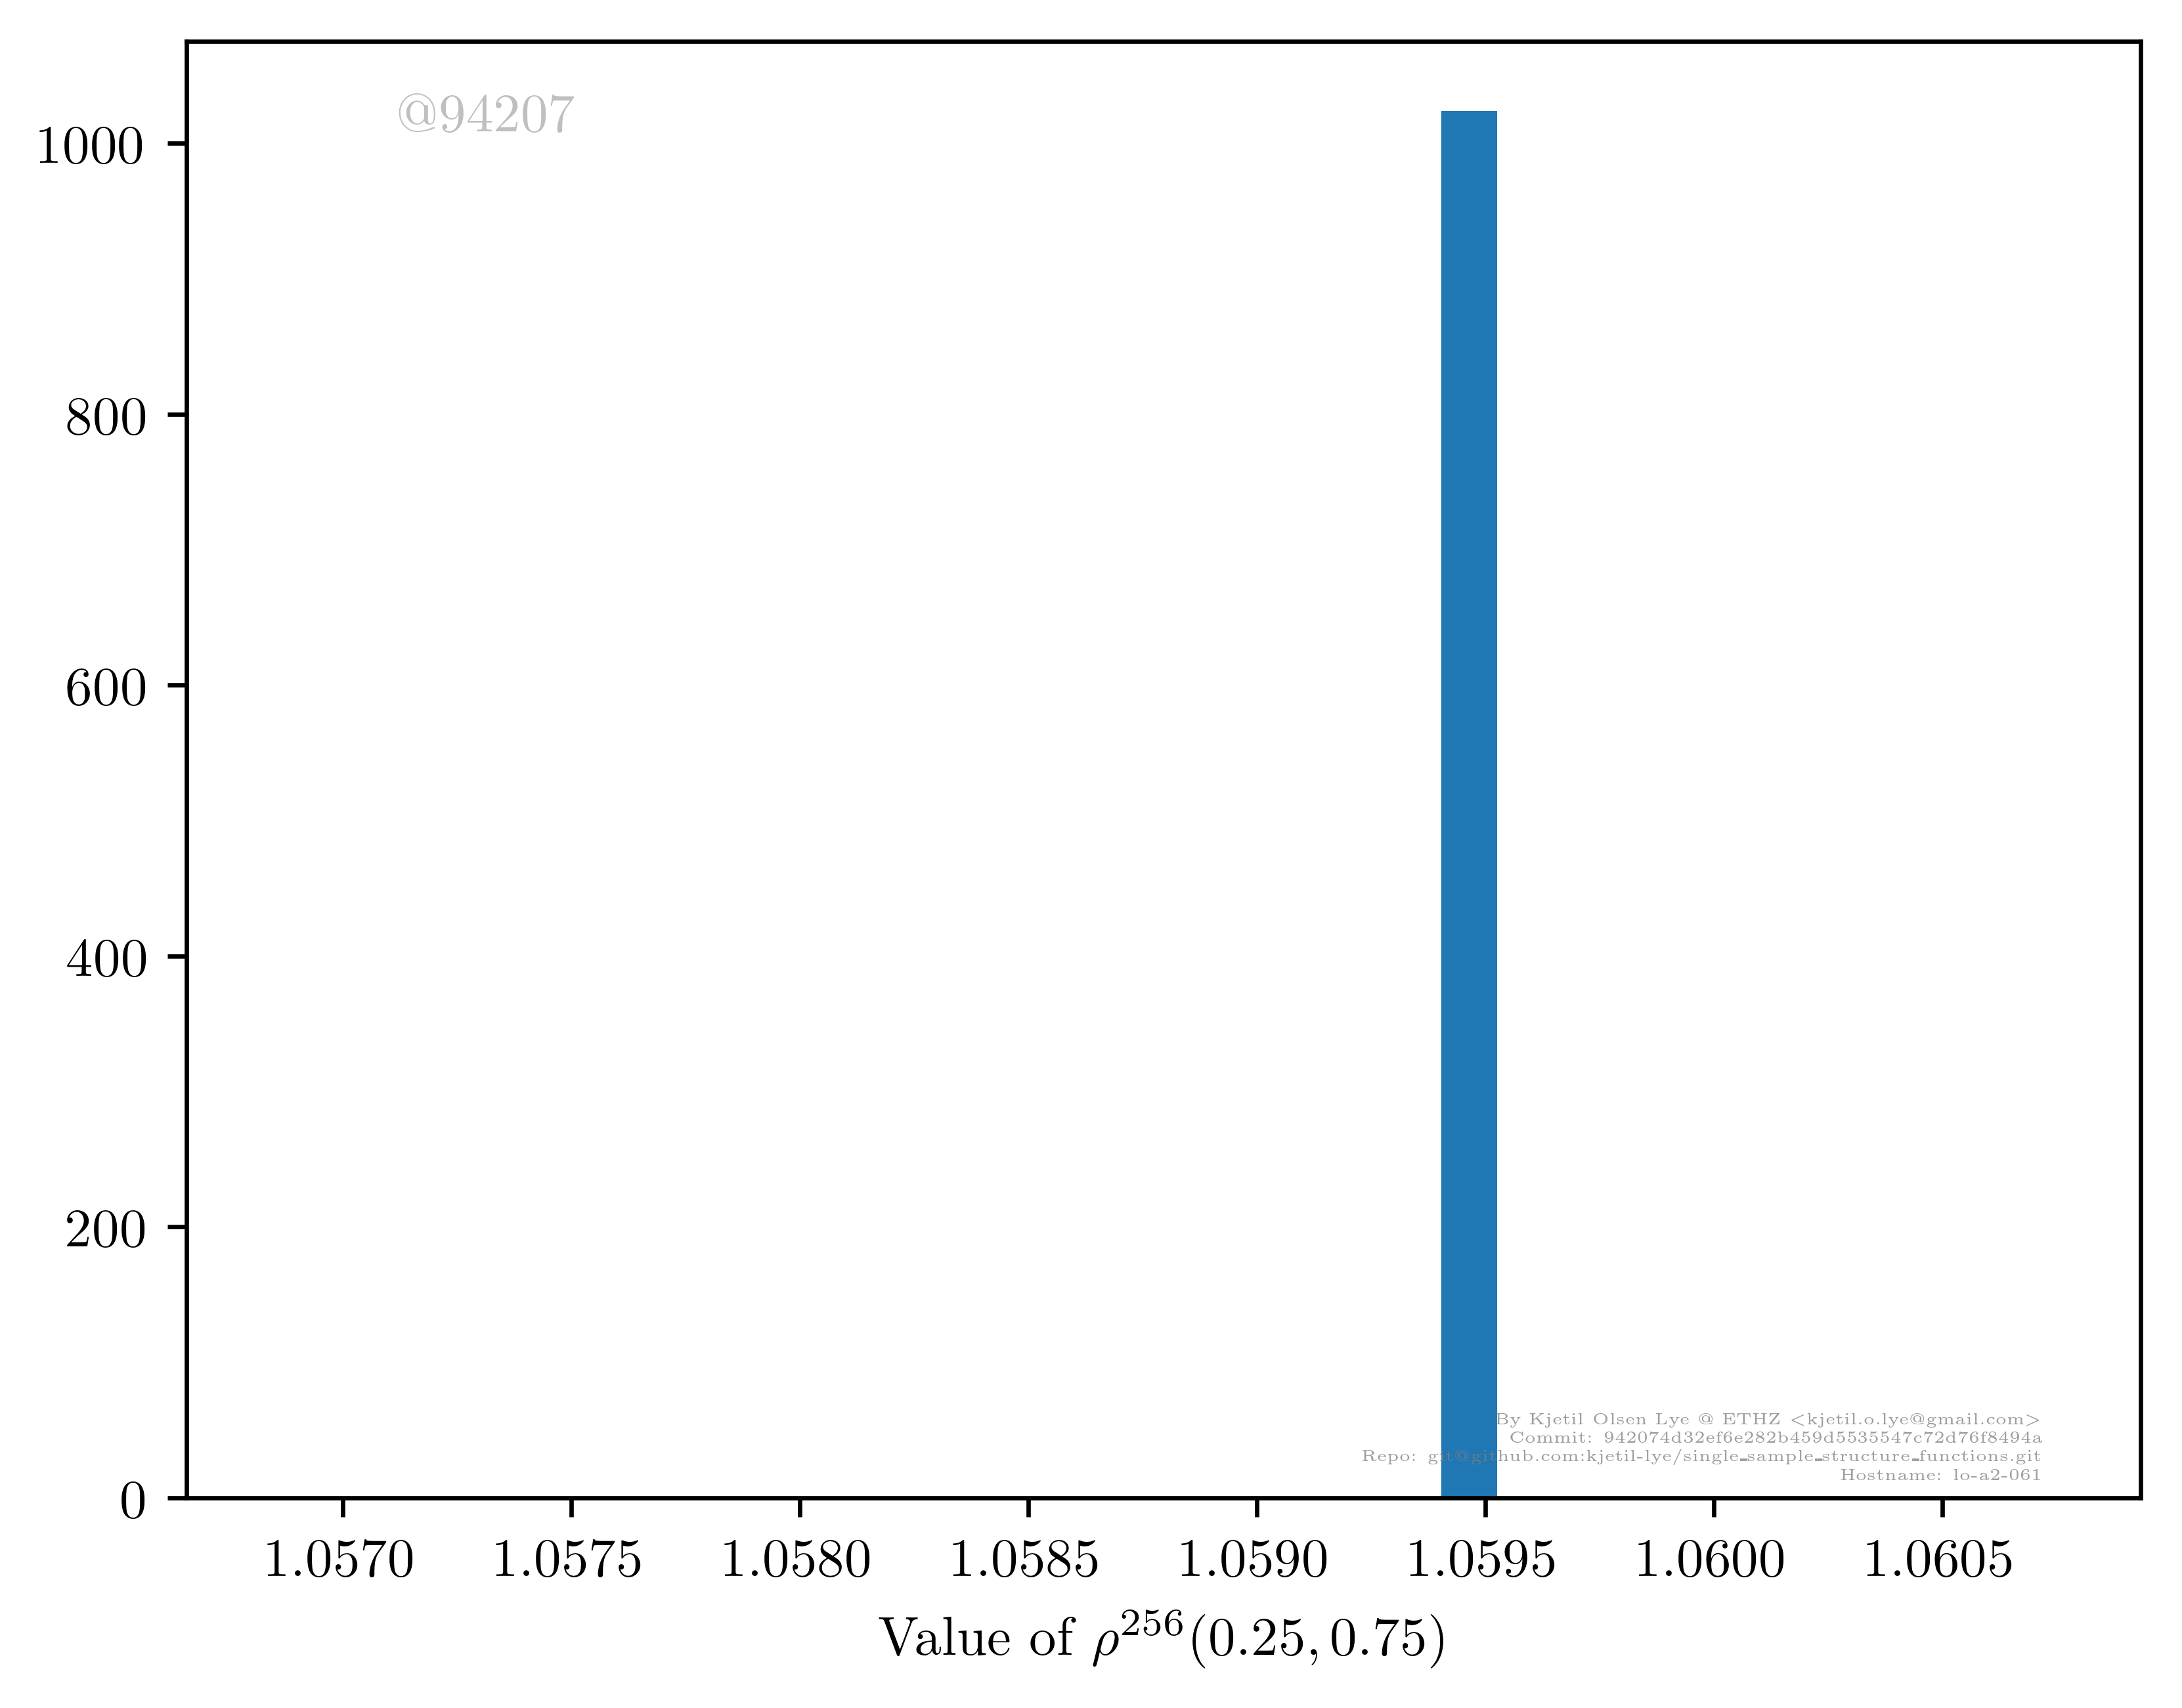 @94207
1000
800
600
400
200
0
By Kjetil Olsen Lye @ ETHZ <kjetil.o.lye@gmail.com>
Commit: 942074d32ef6e282b459d5535547c72d76f8494a
Repo: git@github.com:kjetil-lye/single_sample_structure_functions.git
Hostname: lo-a2-061
1.0570 1.0575 1.0580 1.0585 1.0590 1.0595 1.0600 1.0605
Value of ρ²⁵⁶(0.25, 0.75)